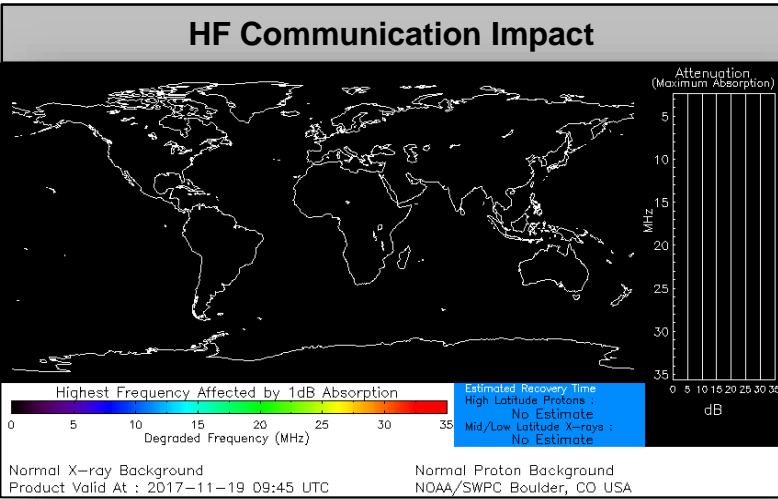 HF Communication Impact
Attenuation
(Maximum Absorption)
5
10
15
20
25
30
35
MHz
0 5 10 15 20 25 30 35
dB
Highest Frequency Affected by 1dB Absorption
0 5 10 15 20 25 30 35
Degraded Frequency (MHz)
Estimated Recovery Time
High Latitude Protons :
No Estimate
Mid/Low Latitude X-rays :
No Estimate
Normal X-ray Background
Normal Proton Background
Product Valid At : 2017-11-19 09:45 UTC
NOAA/SWPC Boulder, CO USA